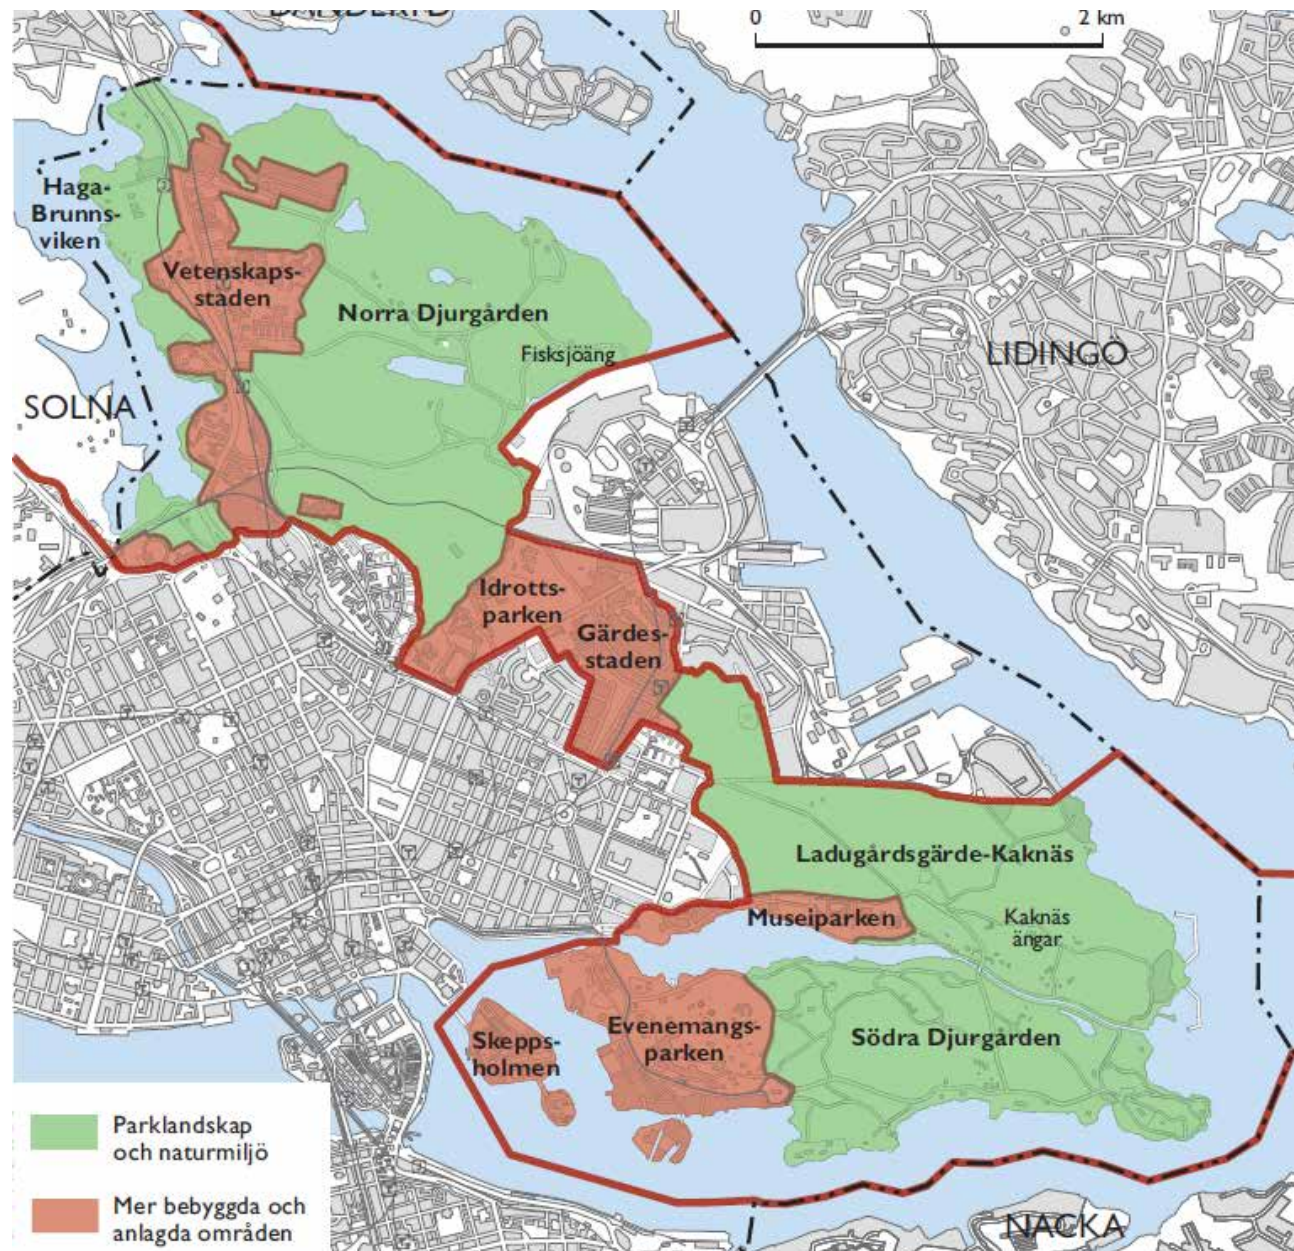 DANDERYD
0
2 km
Haga-
Brunns-
viken
Vetenskaps-
staden
Norra Djurgården
Fisksjöäng
LIDINGÖ
SOLNA
Idrotts-
parken
Gärdes-
staden
Ladugårdsgärde-Kaknäs
Museiparken
Kaknäs
ängar
Evenemangs-
parken
Skepps-
holmen
Södra Djurgården
Parklandskap
och naturmiljö
Mer bebyggda och
anlagda områden
NACKA